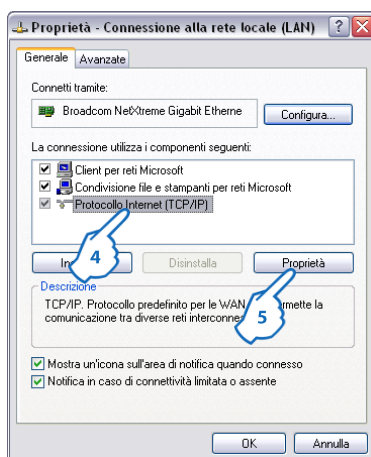 Proprietà - Connessione alla rete locale (LAN)
Generale Avanzate
Connetti tramite:
Broadcom NetXtreme Gigabit Etherne
Configura...
La connessione utilizza i componenti seguenti:
Client per reti Microsoft
Condivisione file e stampanti per reti Microsoft
Protocollo Internet (TCP/IP)
4
Disinstalla
Proprietà
5
Descrizione
TCP/IP. Protocollo predefinito per le WAN
comunicazione tra diverse reti
Mostra un'icona sull'area di notifica quando connesso
Notifica in caso di connettività limitata o assente
OK Annulla